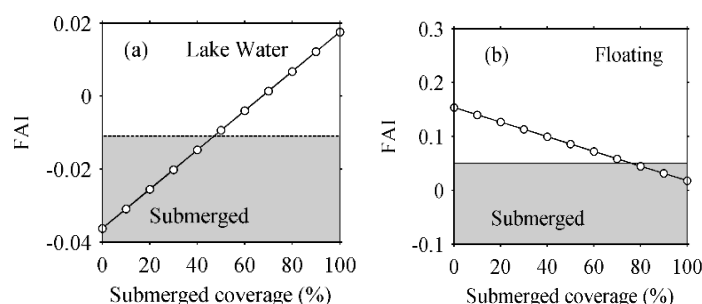 0.02
0
-0.02
-0.04
FAI
(a)
Lake Water
Submerged
0
20
40
60
80
100
Submerged coverage (%)
0.3
0.2
0.1
0
-0.1
FAI
(b)
Floating
Submerged
0
20
40
60
80
100
Submerged coverage (%)